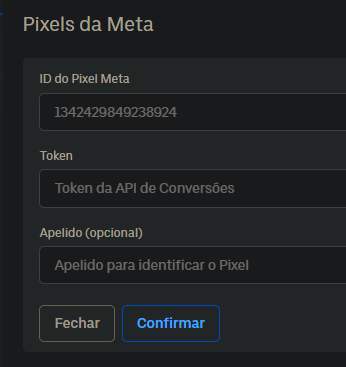 Pixels da Meta
ID do Pixel Meta
1342429849238924
Token
Token da API de Conversões
Apelido (opcional)
Apelido para identificar o Pixel
Fechar
Confirmar